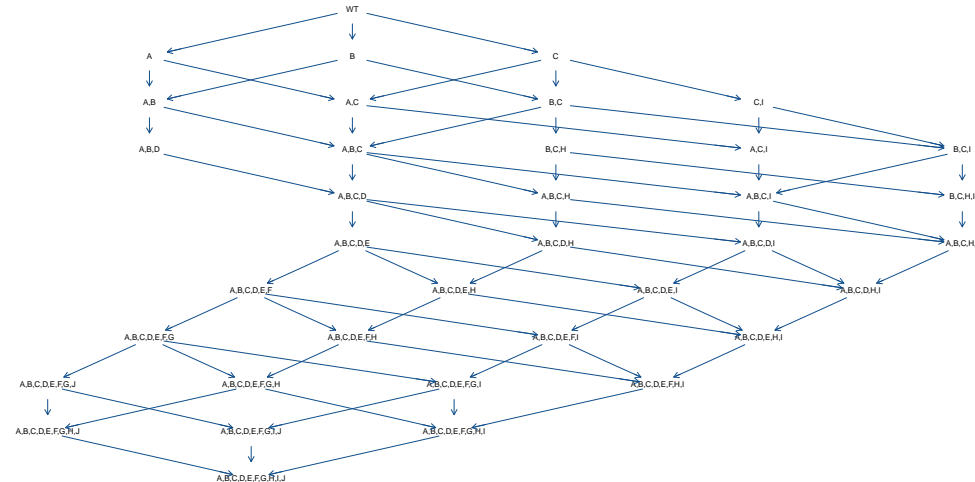 WT
A B C
A,B A,C B,C C,I
A,B,D A,B,C B,C,H A,C,I B,C,I
A,B,C,D A,B,C,H A,B,C,I B,C,H,I
A,B,C,D,E A,B,C,D,H A,B,C,D,I A,B,C,H
A,B,C,D,E,F A,B,C,D,E,H A,B,C,D,E,I A,B,C,D,H,I
A,B,C,D,E,F,G A,B,C,D,E,F,H A,B,C,D,E,F,I A,B,C,D,E,H,I
A,B,C,D,E,F,G,J A,B,C,D,E,F,G,H A,B,C,D,E,F,G,I A,B,C,D,E,F,H,I
A,B,C,D,E,F,G,H,J A,B,C,D,E,F,G,I,J A,B,C,D,E,F,G,H,I
A,B,C,D,E,F,G,H,I,J